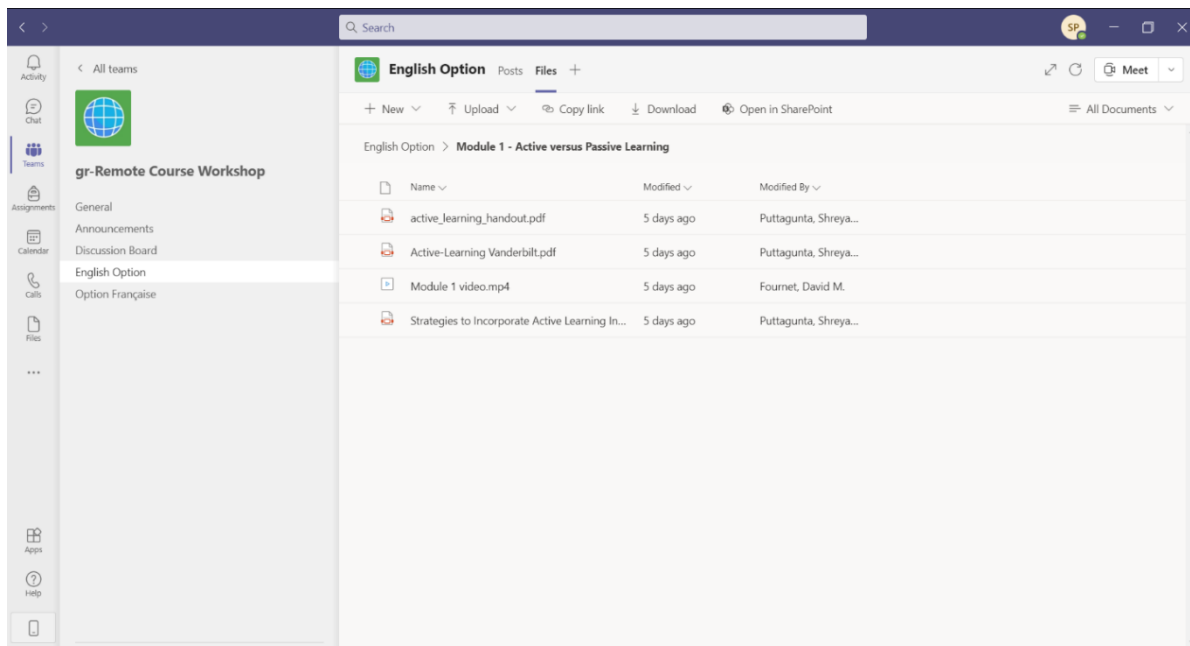 Search
SP
Activity
Chat
Teams
Assignments
Calendar
Calls
Files
Apps
Help
All teams
gr-Remote Course Workshop
General
Announcements
Discussion Board
English Option
Option Française
English Option Posts Files Meet
New Upload Copy link Download Open in SharePoint All Documents
English Option > Module 1 - Active versus Passive Learning
Name Modified Modified By
active_learning_handout.pdf 5 days ago Puttagunta, Shreya...
Active-Learning Vanderbilt.pdf 5 days ago Puttagunta, Shreya...
Module 1 video.mp4 5 days ago Fournet, David M.
Strategies to Incorporate Active Learning In... 5 days ago Puttagunta, Shreya...